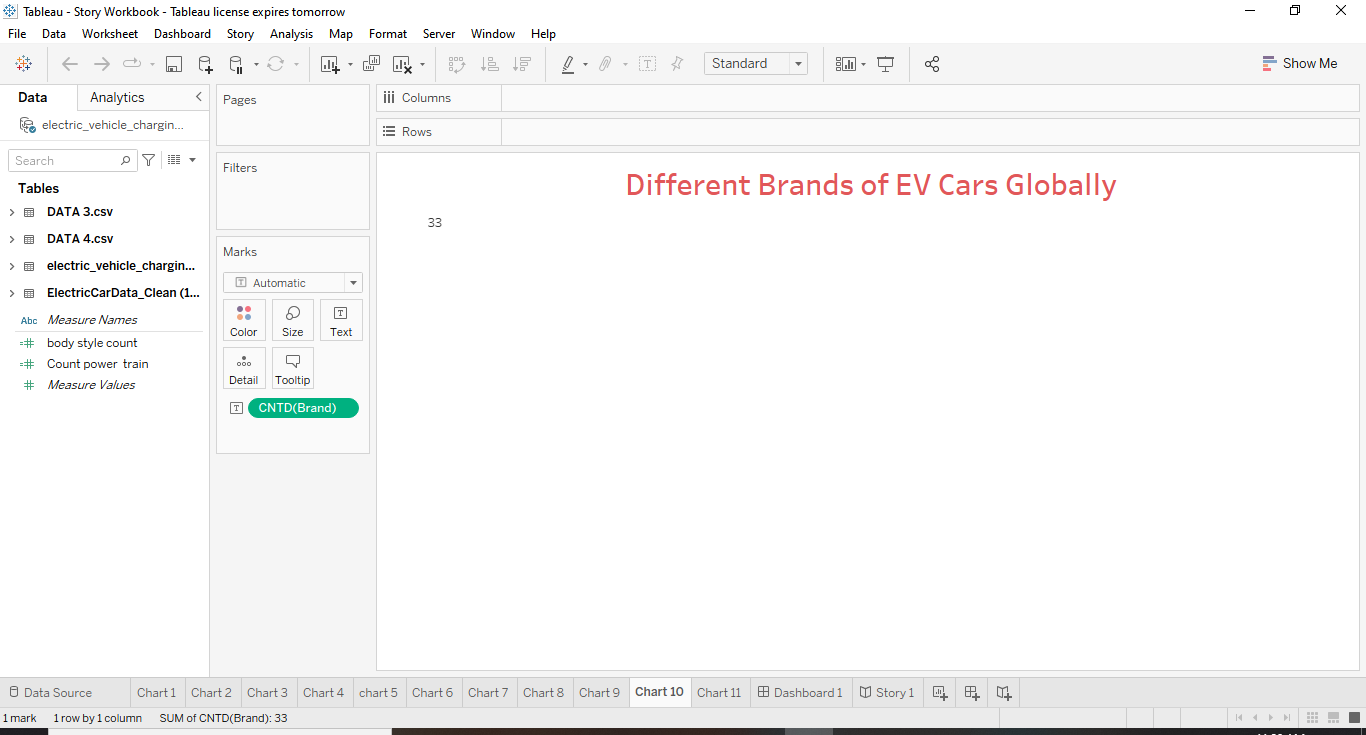 Tableau - Story Workbook - Tableau license expires tomorrow
File Data Worksheet Dashboard Story Analysis Map Format Server Window Help
Standard
Show Me
Data Analytics
electric_vehicle_chargin...
Search
Tables
DATA 3.csv
DATA 4.csv
electric_vehicle_chargin...
ElectricCarData_Clean (1...
Abc Measure Names
body style count
Count power train
Measure Values
Pages
Filters
Marks
Automatic
Color Size Text
Detail Tooltip
CNTD(Brand)
Columns
Rows
Different Brands of EV Cars Globally
33
Data Source Chart 1 Chart 2 Chart 3 Chart 4 chart 5 Chart 6 Chart 7 Chart 8 Chart 9 Chart 10 Chart 11 Dashboard 1 Story 1
1 mark 1 row by 1 column SUM of CNTD(Brand): 33